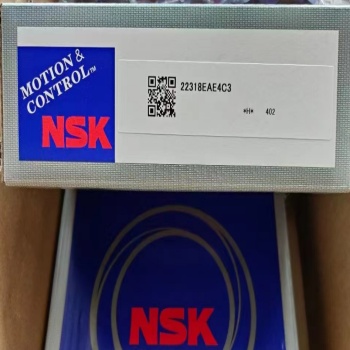 MOTION &
CONTROL™
NSK
22318EAE4C3
*H* 402
NSK